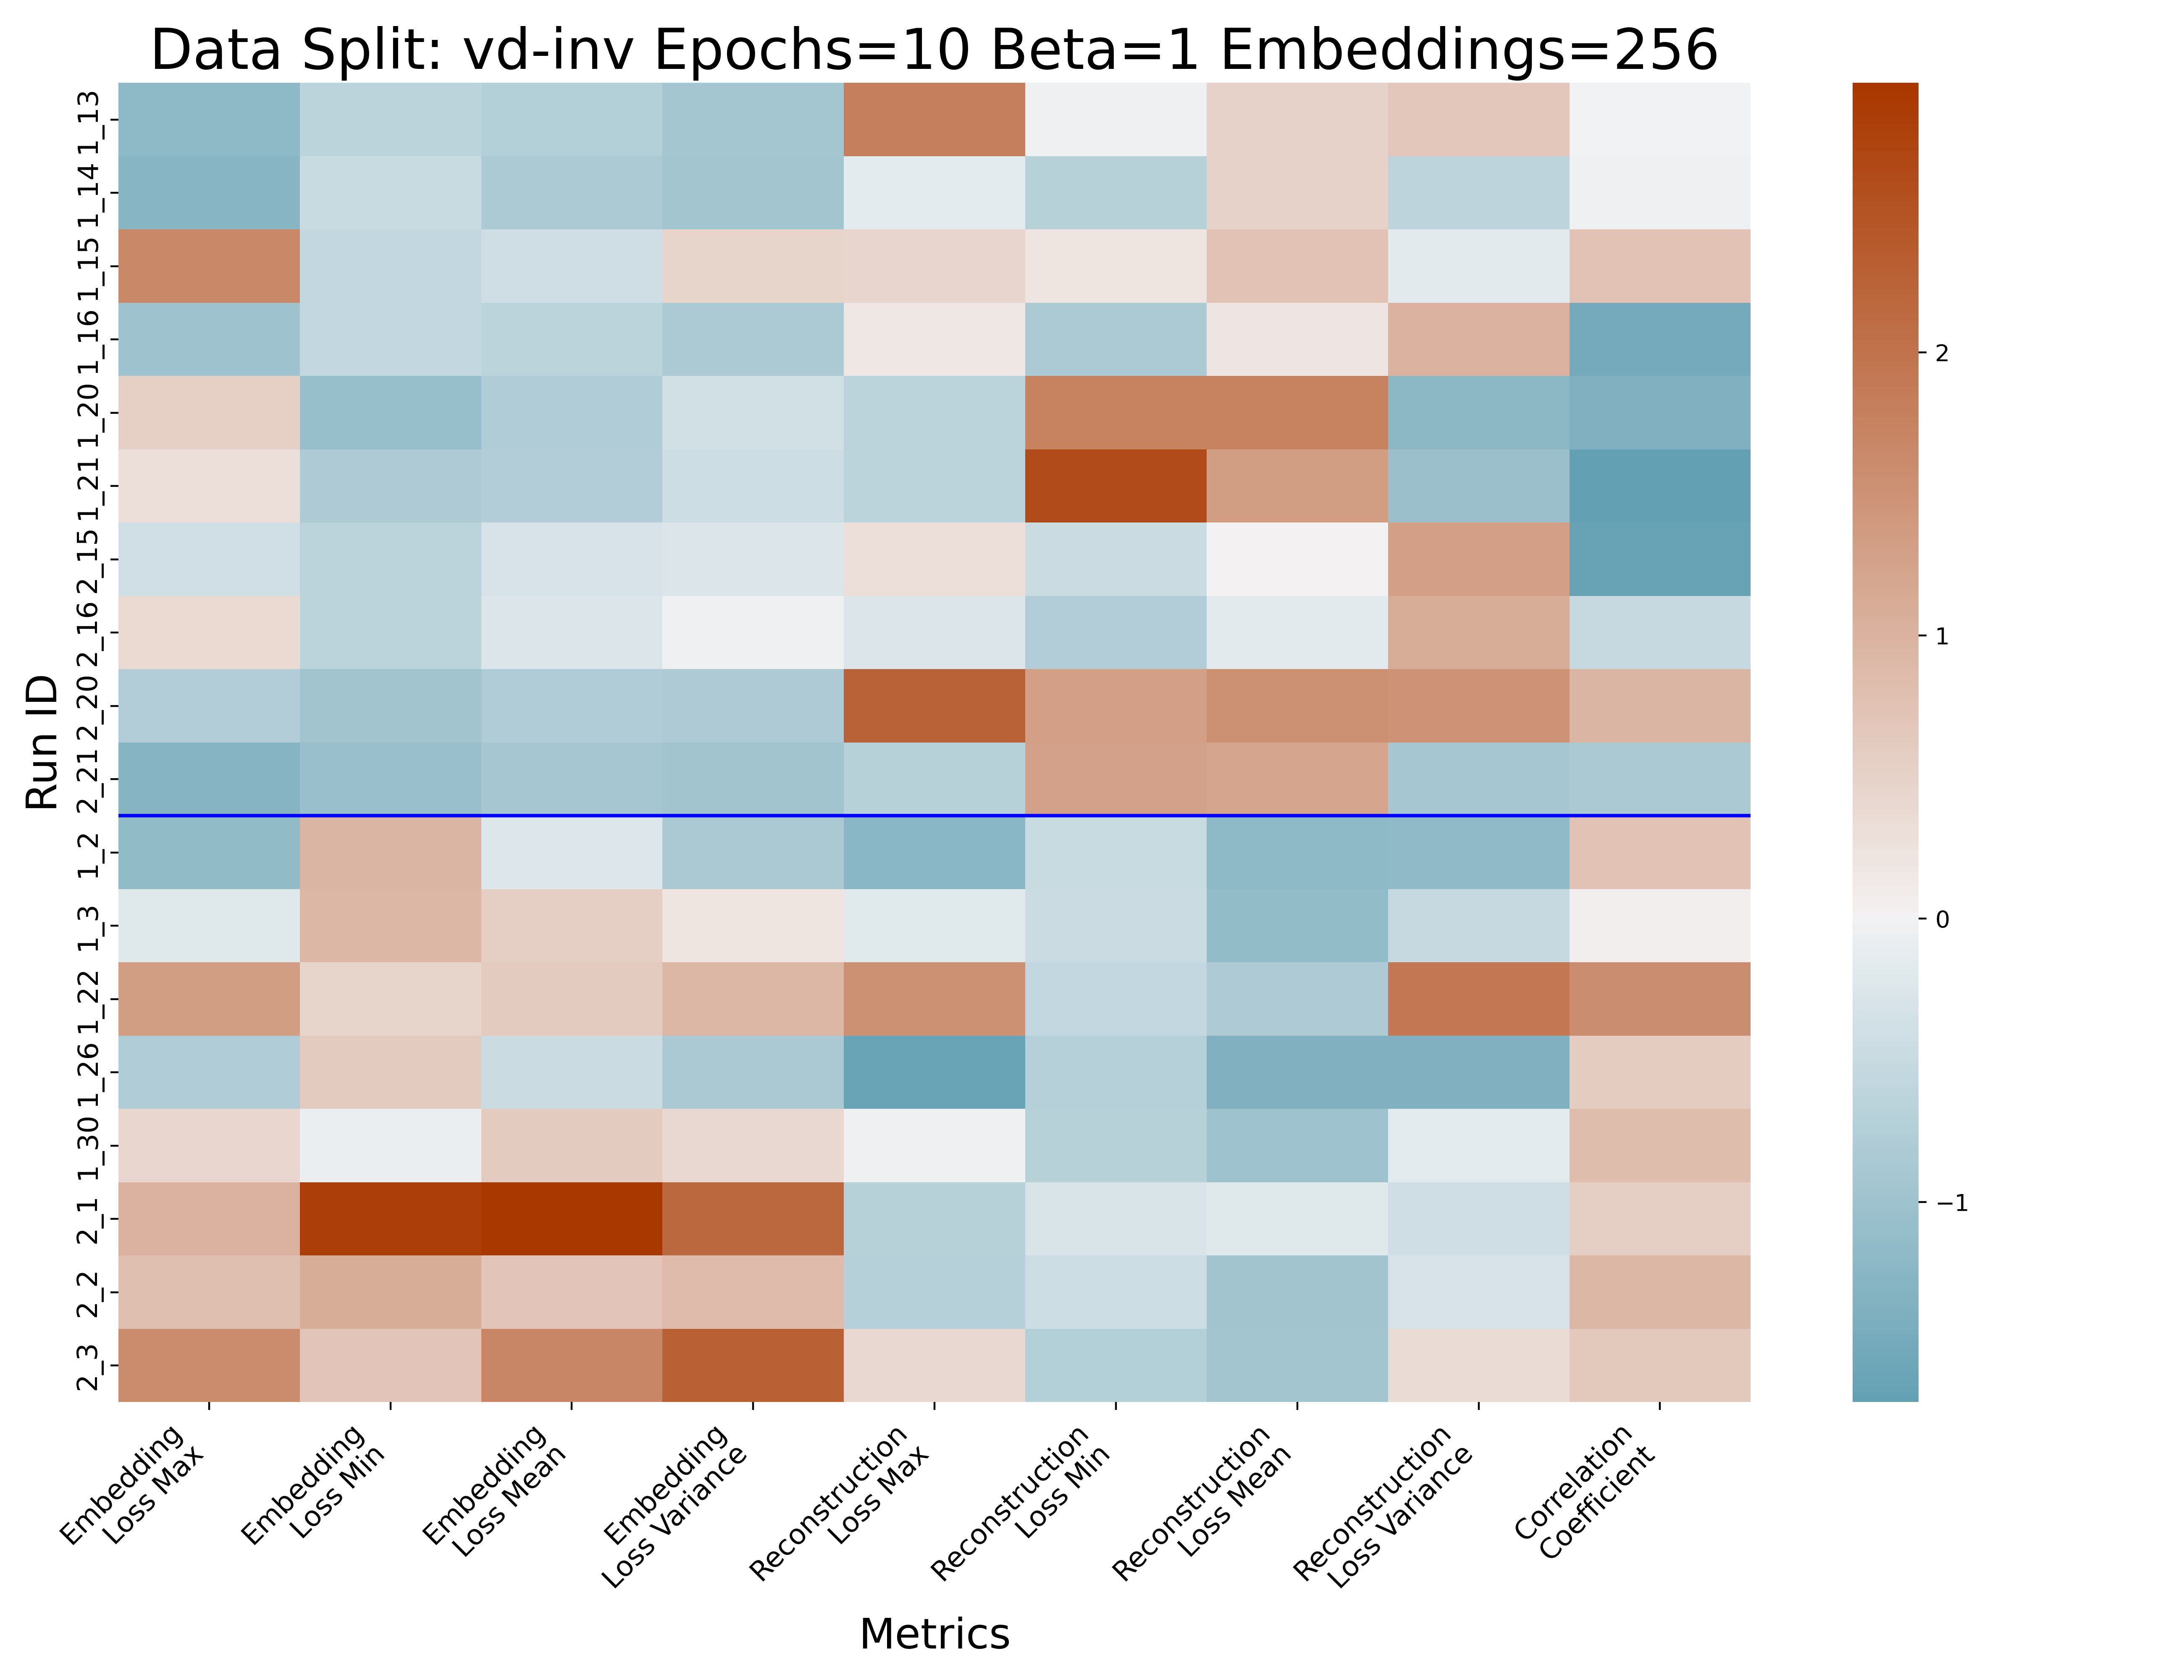 Data Split: vd-inv Epochs=10 Beta=1 Embeddings=256
Run ID
1_13
1_14
1_15
1_16
1_20
1_21
2_15
2_16
2_20
2_21
1_2
1_3
1_22
1_26
1_30
2_1
2_2
2_3
2
1
0
−1
Embedding
Loss Max
Embedding
Loss Min
Embedding
Loss Mean
Embedding
Loss Variance
Reconstruction
Loss Max
Reconstruction
Loss Min
Reconstruction
Loss Mean
Reconstruction
Loss Variance
Correlation
Coefficient
Metrics